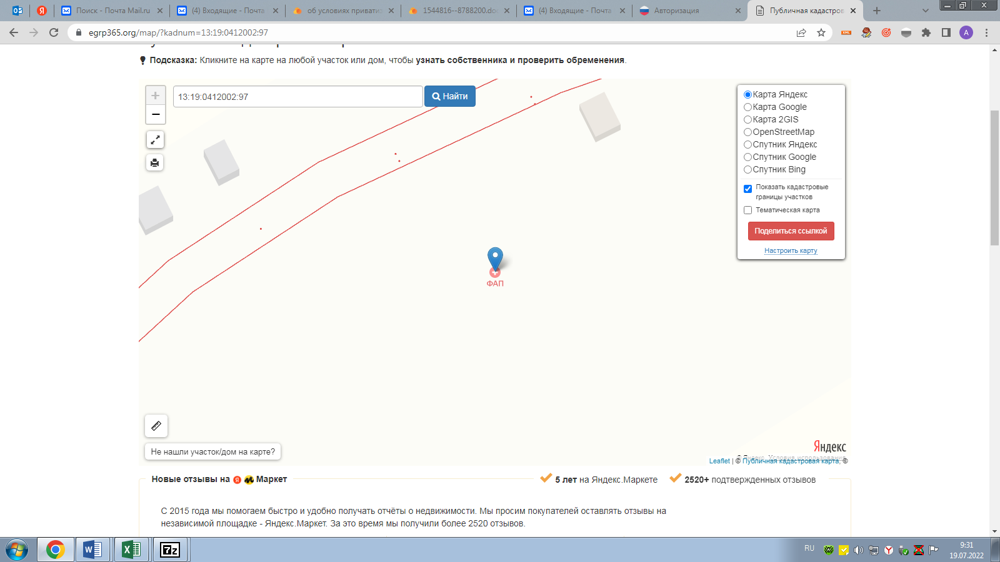 Поиск - Почта Mail.ru
(4) Входящие - Почта
об условиях привати
1544816--8788200.do
(4) Входящие - Почта
Авторизация
Публичная кадастров
egrp365.org/map/?kadnum=13:19:0412002:97
A
Подсказка: Кликните на карте на любой участок или дом, чтобы узнать собственника и проверить обременения.
13:19:0412002:97
Найти
Карта Яндекс
Карта Google
Карта 2GIS
OpenStreetMap
Спутник Яндекс
Спутник Google
Спутник Bing
Показать кадастровые
границы участков
Тематическая карта
Поделиться ссылкой
Настроить карту
ФАП
Не нашли участок/дом на карте?
Яндекс
© Яндекс Условия использования
Leaflet | © Публичная кадастровая карта, ©
Новые отзывы на Я Маркет
5 лет на Яндекс.Маркете
2520+ подтвержденных отзывов
С 2015 года мы помогаем быстро и удобно получать отчёты о недвижимости. Мы просим покупателей оставлять отзывы на
независимой площадке - Яндекс.Маркет. За это время мы получили более 2520 отзывов.
RU
9:31
19.07.2022